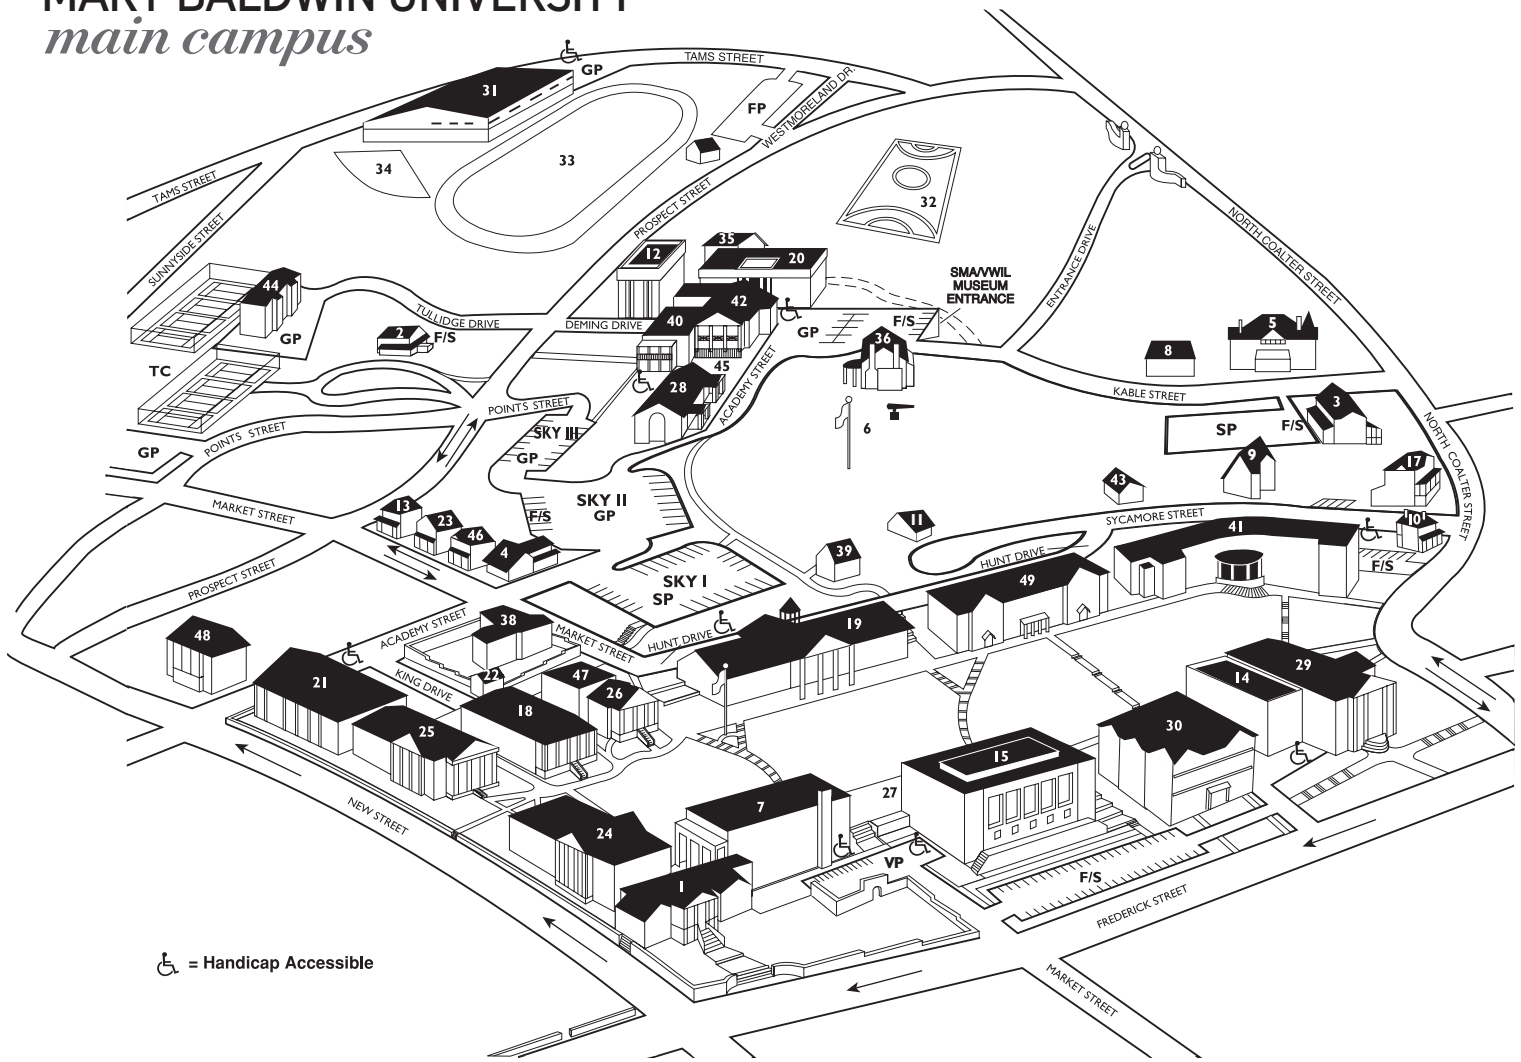 MARY BALDWIN UNIVERSITY
main campus
TAMS STREET
GP
31
FP
WESTMORELAND DR.
33
34
TAMS STREET
32
PROSPECT STREET
SUNNYSIDE STREET
NORTH COALTER STREET
35
12
20
SMA/VWIL
MUSEUM
ENTRANCE
ENTRANCE DRIVE
44
42
TULLIDGE DRIVE
DEMING DRIVE
40
GP
F/S
2
F/S
GP
36
5
8
TC
45
28
ACADEMY STREET
KABLE STREET
3
POINTS STREET
6
SP
F/S
SKY III
GP
POINTS STREET
GP
NORTH COALTER STREET
9
17
43
SKY II
GP
F/S
MARKET STREET
13
23
46
4
11
SYCAMORE STREET
41
10
39
HUNT DRIVE
F/S
PROSPECT STREET
SKY I
SP
49
48
ACADEMY STREET
38
MARKET STREET
HUNT DRIVE
19
21
KING DRIVE
22
47
26
18
25
14
29
30
15
NEW STREET
7
27
24
VP
1
F/S
FREDERICK STREET
= Handicap Accessible
MARKET STREET